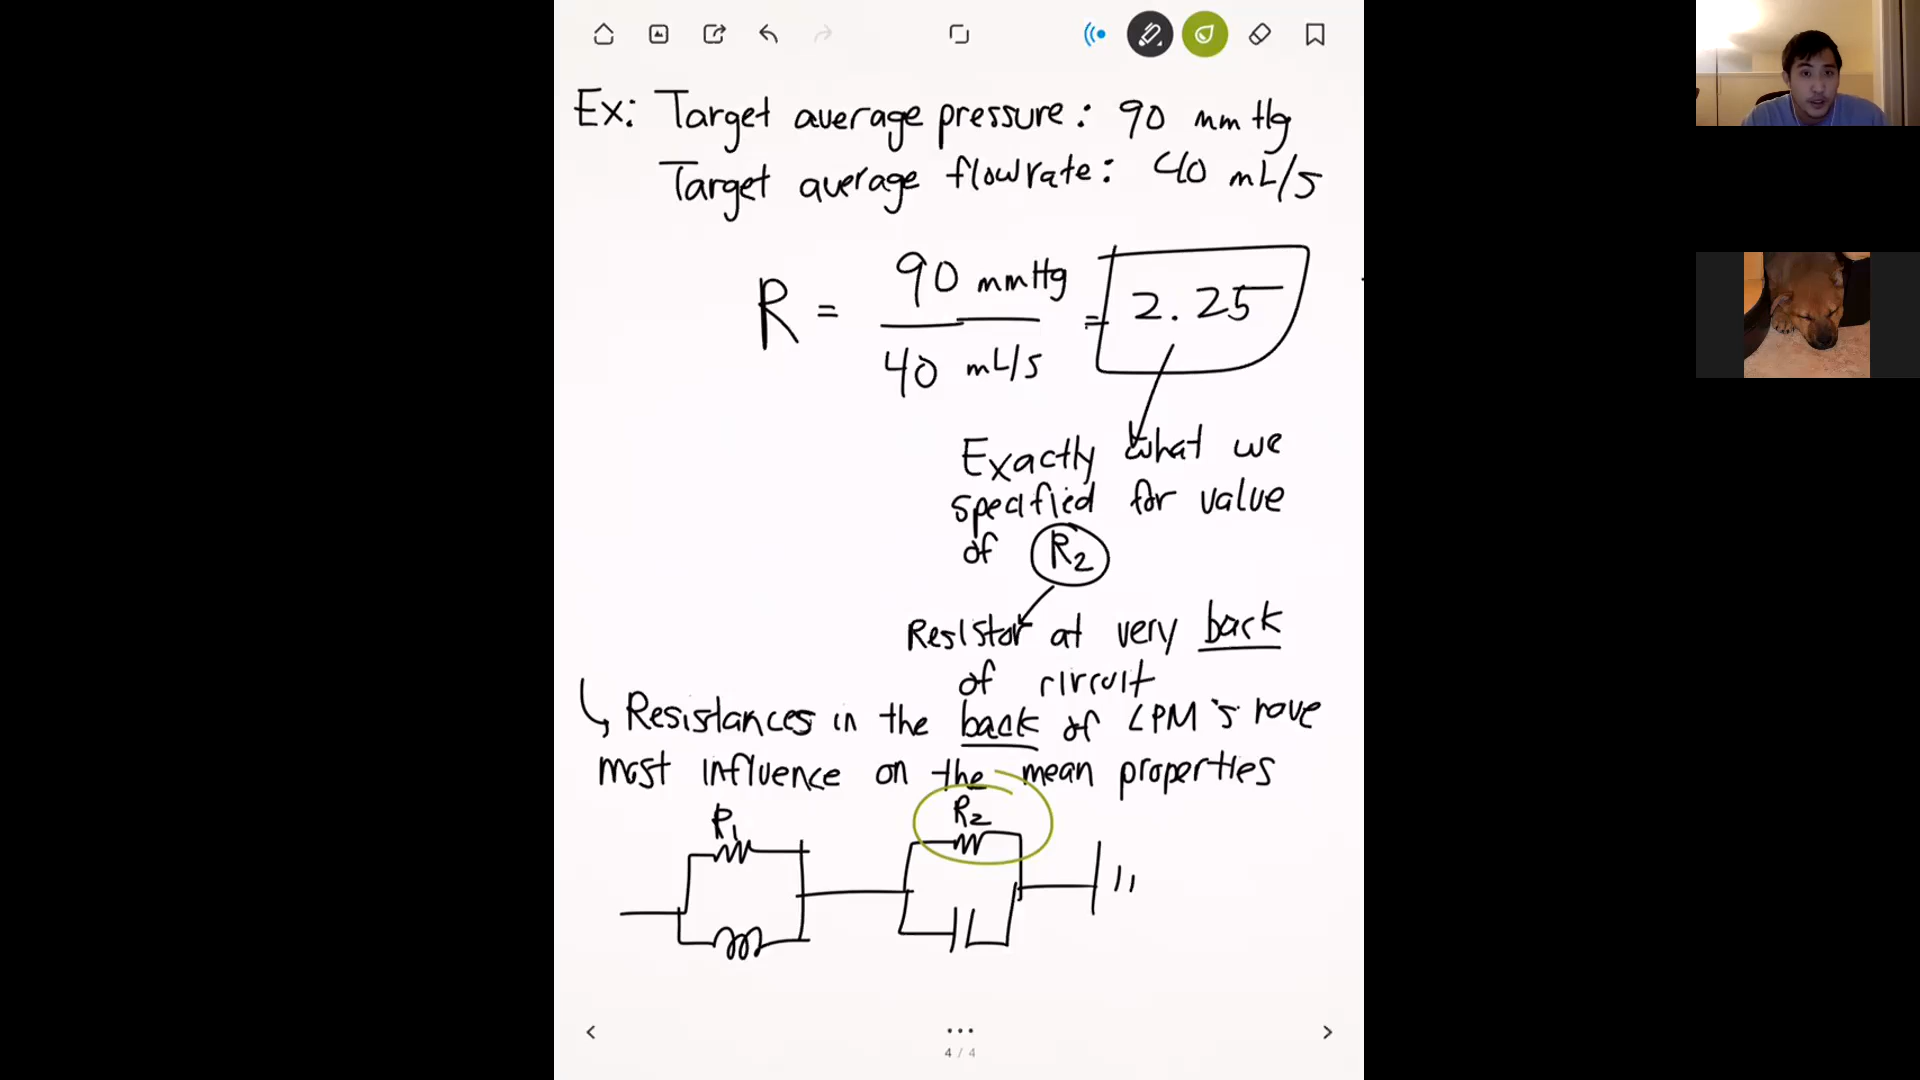 Ex: Target average pressure: 90 mmHg
Target average flowrate: 40 mL/s
R = 90 mmHg / 40 mL/s = 2.25
Exactly what we
specified for value
of R2
Resistor at very back
of circuit
Resistances in the back of LPM's have
most influence on the mean properties
R1
R2
4 / 4